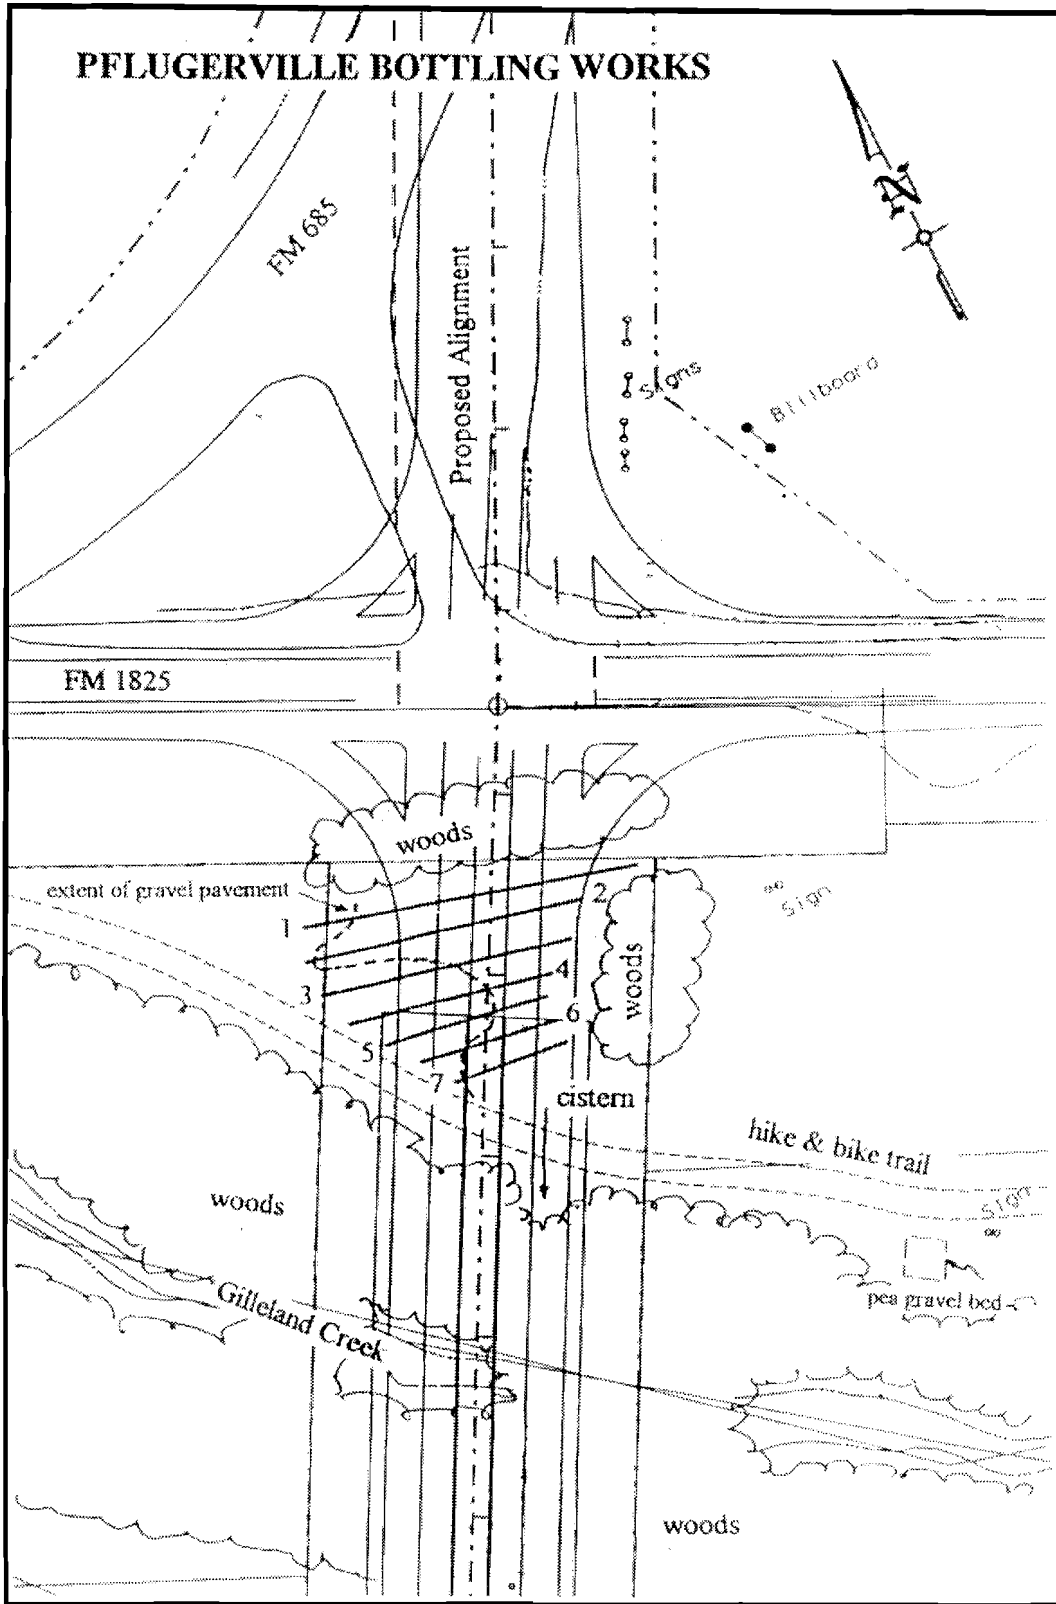 PFLUGERVILLE BOTTLING WORKS
N
FM 685
Proposed Alignment
Signs
Billboard
FM 1825
woods
extent of gravel pavement
Sign
1
2
woods
3
4
5
6
7
cistern
hike & bike trail
woods
Sign
pea gravel bed
Gilleland Creek
woods